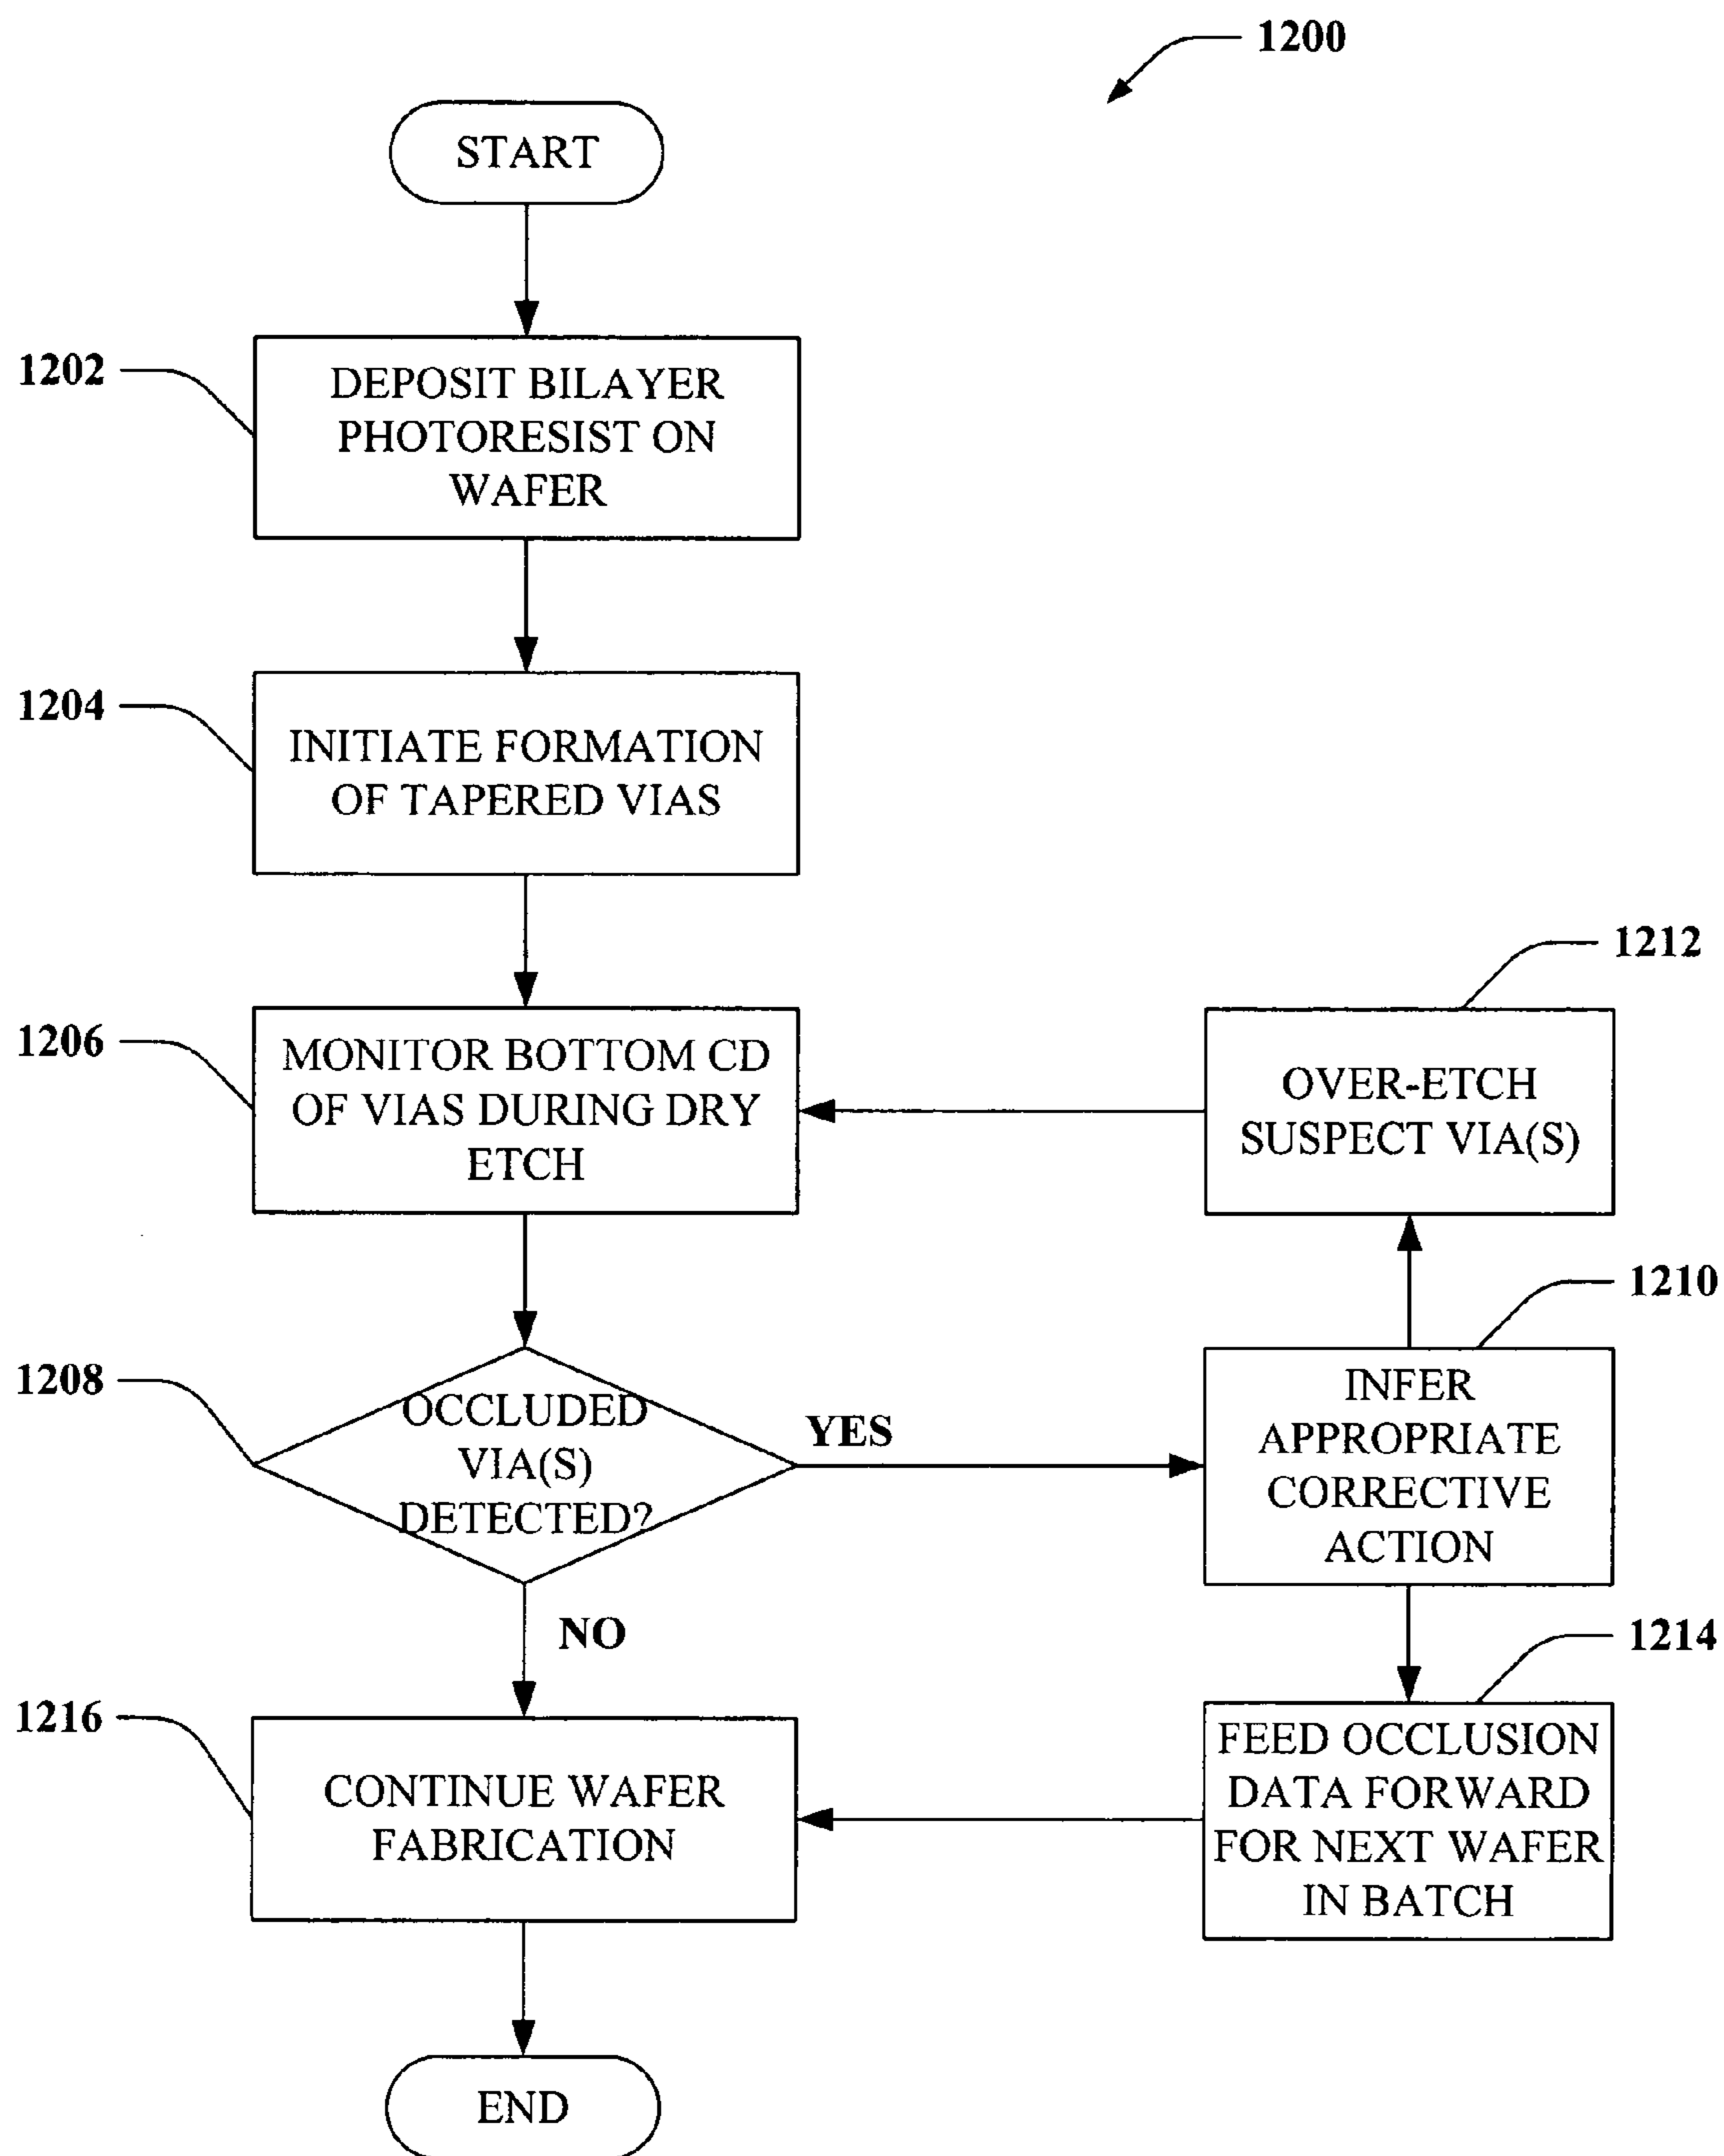 1200
START
1202
DEPOSIT BILAYER
PHOTORESIST ON
WAFER
1204
INITIATE FORMATION
OF TAPERED VIAS
1206
MONITOR BOTTOM CD
OF VIAS DURING DRY
ETCH
1212
OVER-ETCH
SUSPECT VIA(S)
1208
OCCLUDED
VIA(S)
DETECTED?
YES
1210
INFER
APPROPRIATE
CORRECTIVE
ACTION
NO
1214
FEED OCCLUSION
DATA FORWARD
FOR NEXT WAFER
IN BATCH
1216
CONTINUE WAFER
FABRICATION
END